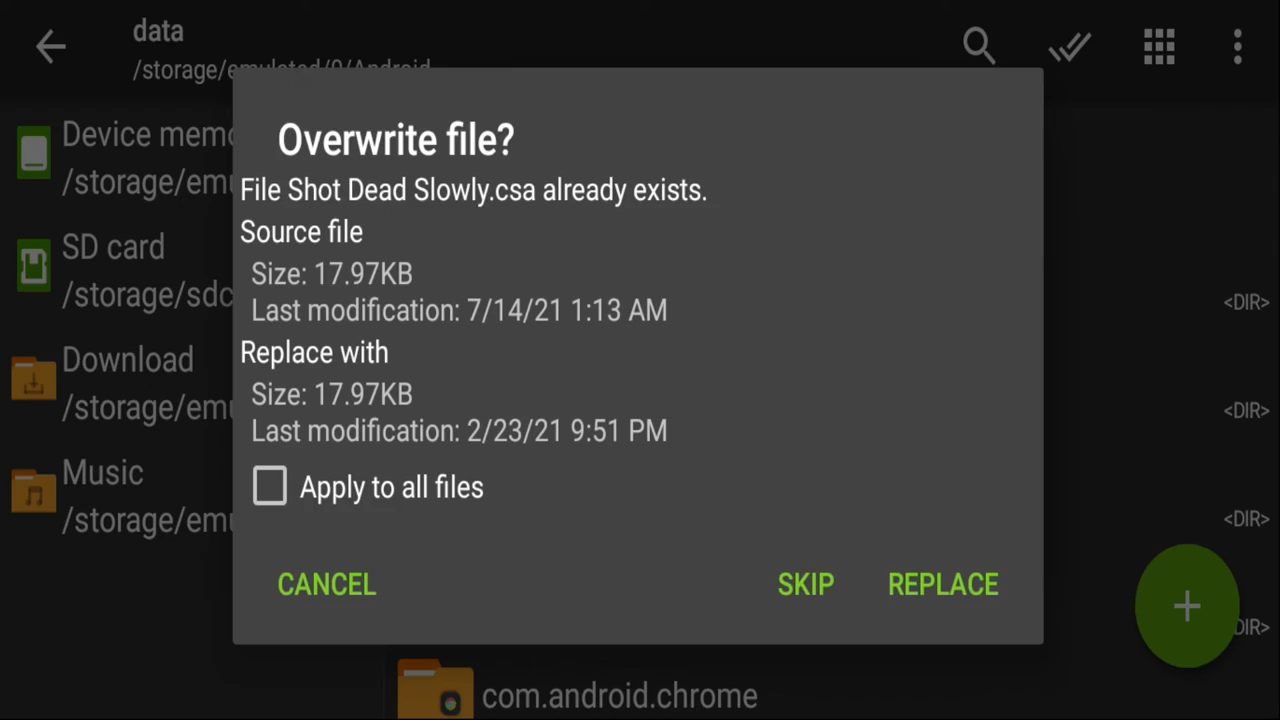 data
/storage/emulated/0/Android
Device memo
/storage/emu
SD card
/storage/sdc
Download
/storage/emu
Music
/storage/emu
Overwrite file?
File Shot Dead Slowly.csa already exists.
Source file
Size: 17.97KB
Last modification: 7/14/21 1:13 AM
Replace with
Size: 17.97KB
Last modification: 2/23/21 9:51 PM
Apply to all files
CANCEL
SKIP
REPLACE
<DIR>
<DIR>
<DIR>
DIR>
com.android.chrome